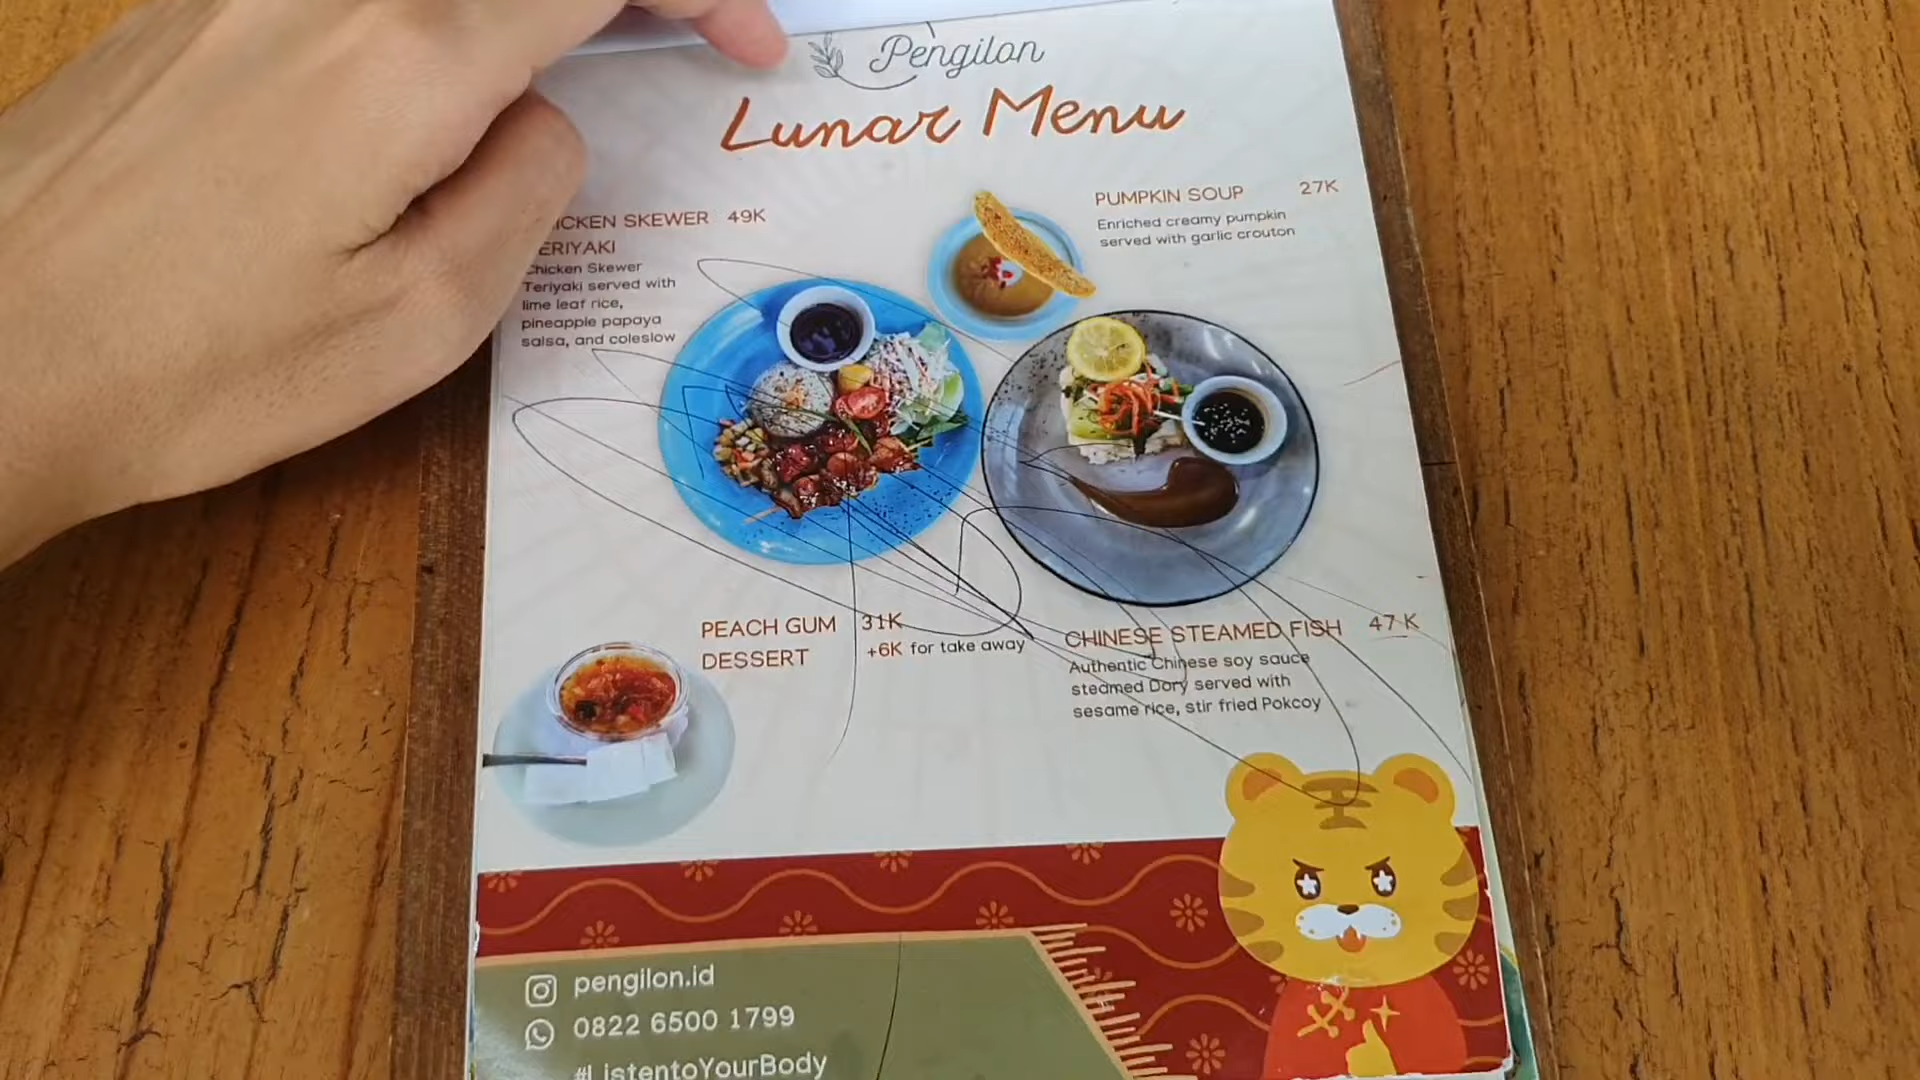 Pengilon
Lunar Menu
SKEWER 49K
Chicken Skewer
Teriyaki served with
lime leaf rice,
pineapple papaya
salsa, and coleslow
PUMPKIN SOUP 27K
Enriched creamy pumpkin
served with garlic crouton
PEACH GUM 31K
DESSERT +6K for take away
CHINESE STEAMED FISH 47 K
Authentic Chinese soy sauce
steamed Dory served with
sesame rice, stir fried Pokcoy
pengilon.id
0822 6500 1799
#ListentoYourBody